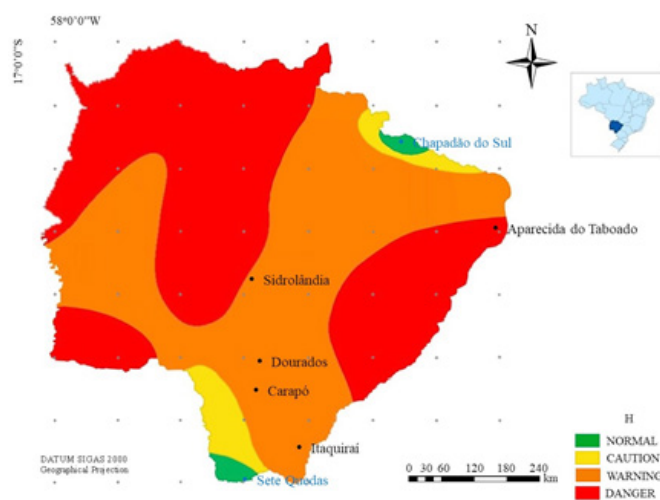 58°0'0"W
17°0'0"S
N
Chapadão do Sul
Aparecida do Taboado
Sidrolândia
Dourados
Carapó
Itaquiraí
Sete Quedas
H
NORMAL
CAUTION
WARNING
DANGER
DATUM SIGAS 2000
Geographical Projection
0 30 60 120 180 240
km